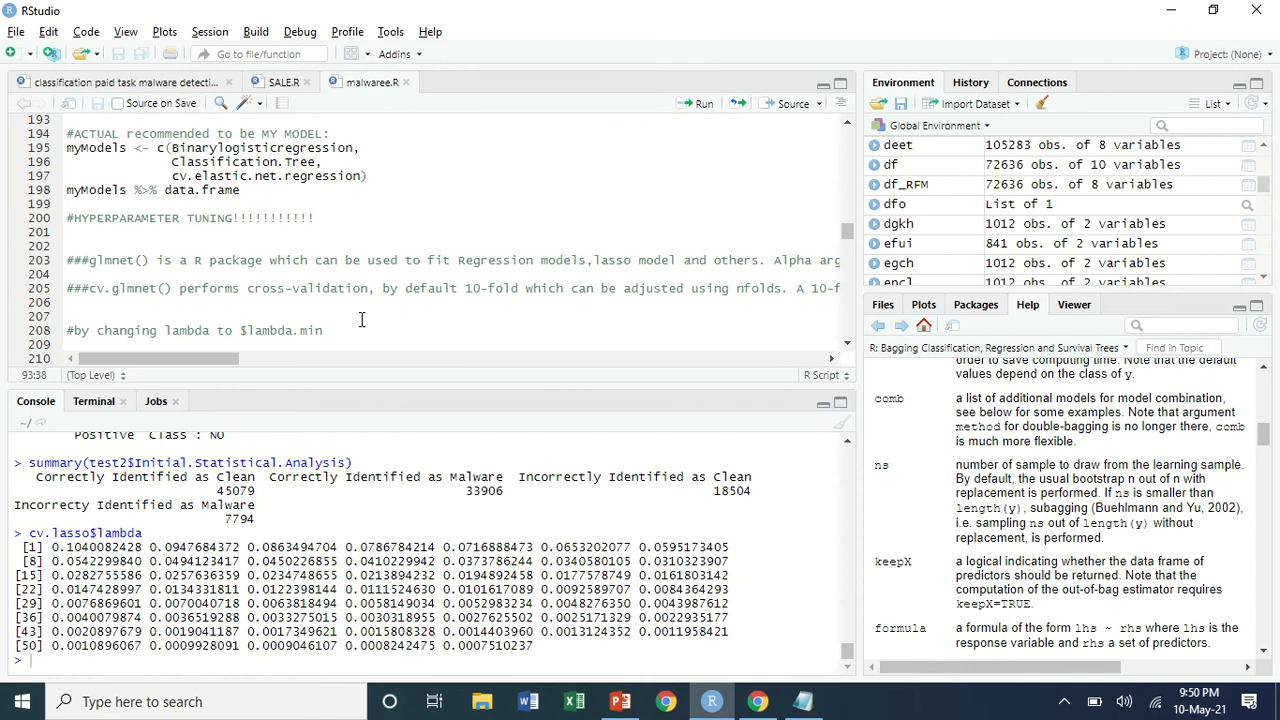 RStudio
File Edit Code View Plots Session Build Debug Profile Tools Help
Go to file/function Addins Project: (None)
classification paid task malware detecti... SALE.R malwaree.R
Source on Save Run Source
193
194 #ACTUAL recommended to be MY MODEL:
195 myModels <- c(Binarylogisticregression,
196 Classification.Tree,
197 cv.elastic.net.regression)
198 myModels %>% data.frame
199
200 #HYPERPARAMETER TUNING!!!!!!!!!!!
201
202
203 ###glmnet() is a R package which can be used to fit Regression models,lasso model and others. Alpha arg
204
205 ###cv.glmnet() performs cross-validation, by default 10-fold which can be adjusted using nfolds. A 10-f
206
207
208 #by changing lambda to $lambda.min
209
210
93:38 (Top Level) R Script
Console Terminal Jobs
~/
'Positive' Class : NO
> summary(test2$Initial.Statistical.Analysis)
Correctly Identified as Clean Correctly Identified as Malware Incorrectly Identified as Clean
45079 33906 18504
Incorrecty Identified as Malware
7794
> cv.lasso$lambda
[1] 0.1040082428 0.0947684372 0.0863494704 0.0786784214 0.0716888473 0.0653202077 0.0595173405
[8] 0.0542299840 0.0494123417 0.0450226855 0.0410229942 0.0373786244 0.0340580105 0.0310323907
[15] 0.0282755586 0.0257636359 0.0234748655 0.0213894232 0.0194892458 0.0177578749 0.0161803142
[22] 0.0147428997 0.0134331811 0.0122398144 0.0111524630 0.0101617089 0.0092589707 0.0084364293
[29] 0.0076869601 0.0070040718 0.0063818494 0.0058149034 0.0052983234 0.0048276350 0.0043987612
[36] 0.0040079874 0.0036519288 0.0033275015 0.0030318955 0.0027625502 0.0025171329 0.0022935177
[43] 0.0020897679 0.0019041187 0.0017349621 0.0015808328 0.0014403960 0.0013124352 0.0011958421
[50] 0.0010896067 0.0009928091 0.0009046107 0.0008242475 0.0007510237
>
Environment History Connections
Import Dataset List
Global Environment
deet 105283 obs. of 8 variables
df 72636 obs. of 10 variables
df_RFM 72636 obs. of 8 variables
dfo List of 1
dgkh 1012 obs. of 2 variables
efui 841 obs. of 2 variables
egch 1012 obs. of 2 variables
encl 1012 obs. of 2 variables
Files Plots Packages Help Viewer
R: Bagging Classification, Regression and Survival Trees Find in Topic
order to save computing time. Note that the default
values depend on the class of y.
comb a list of additional models for model combination,
see below for some examples. Note that argument
method for double-bagging is no longer there, comb
is much more flexible.
ns number of sample to draw from the learning sample.
By default, the usual bootstrap n out of n with
replacement is performed. If ns is smaller than
length(y), subagging (Buehlmann and Yu, 2002),
i.e. sampling ns out of length(y) without
replacement, is performed.
keepX a logical indicating whether the data frame of
predictors should be returned. Note that the
computation of the out-of-bag estimator requires
keepX=TRUE.
formula a formula of the form lhs ~ rhs where lhs is the
response variable and rhs a set of predictors.
Type here to search
9:50 PM
10-May-21